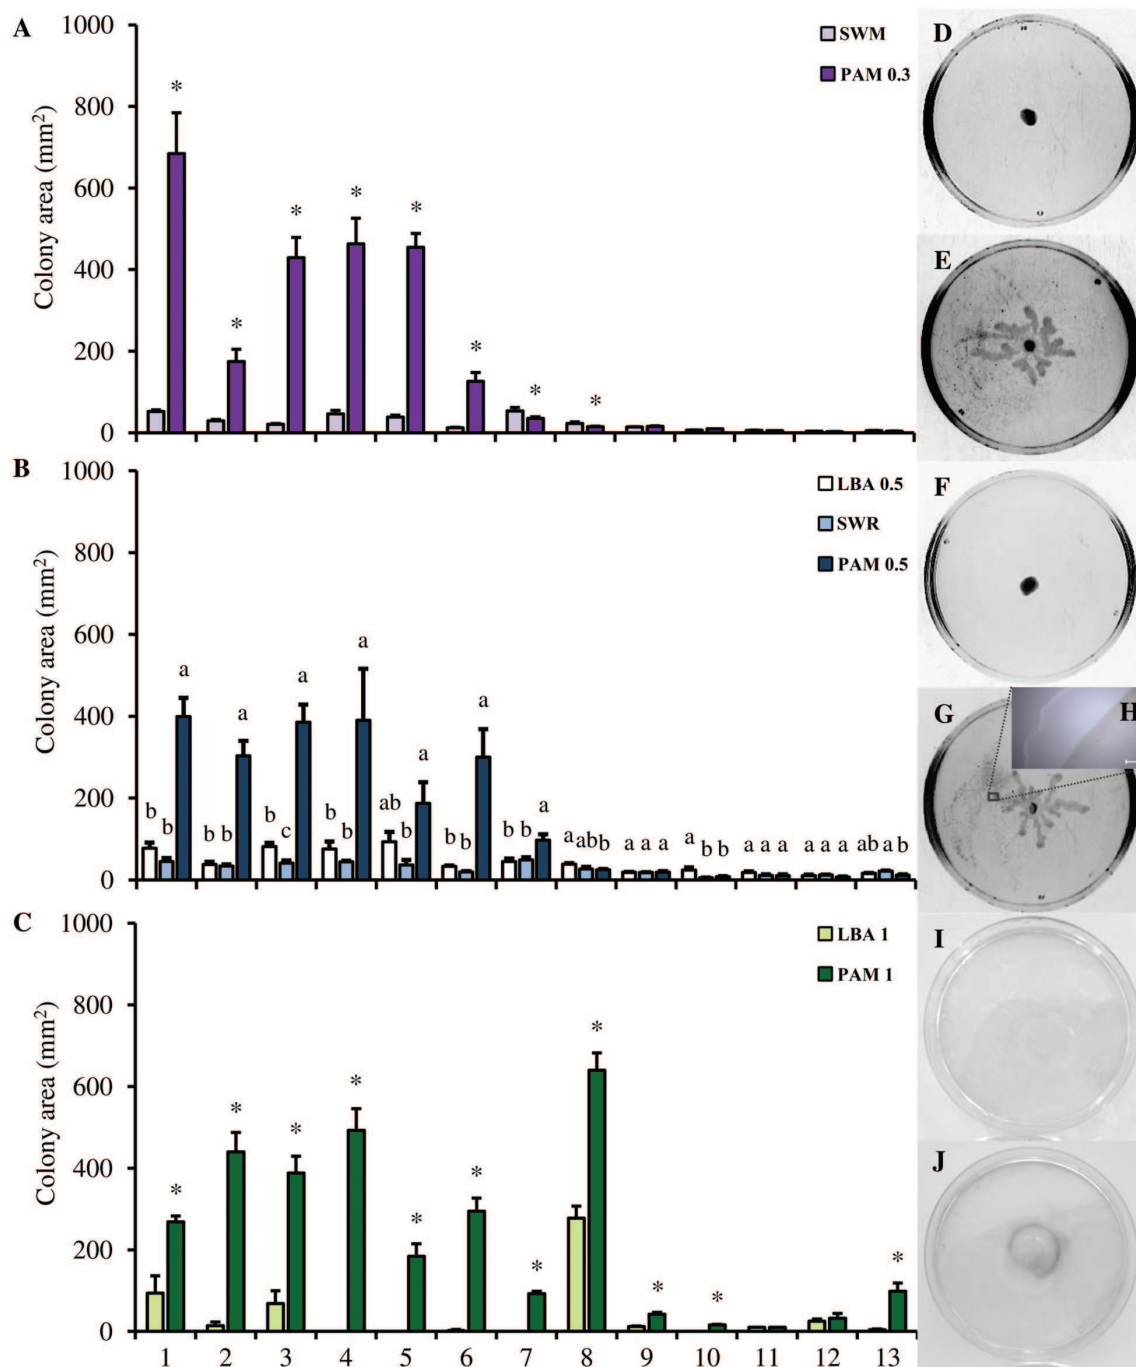 A
1000
800
600
400
200
0
Colony area (mm²)
SWM
PAM 0.3
* * * * * * * *
B
1000
800
600
400
200
0
Colony area (mm²)
LBA 0.5
SWR
PAM 0.5
b b a b b a b c a b b a ab b a b b a b b a a ab b a a a a b b a a a a a a ab a b
C
1000
800
600
400
200
0
Colony area (mm²)
LBA 1
PAM 1
* * * * * * * * * * *
1 2 3 4 5 6 7 8 9 10 11 12 13
D
E
F
G
H
I
J